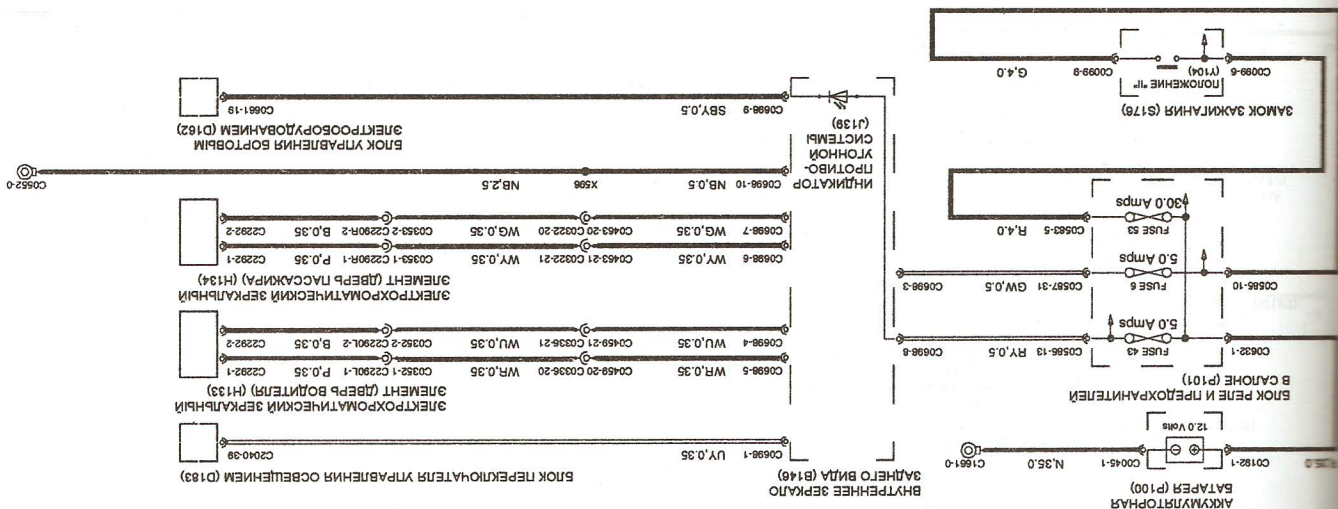 АККУМУЛЯТОРНАЯ
БАТАРЕЯ (P100)
C0192-1 C0045-1 N,35.0 C1661-0
12.0 Volts
БЛОК РЕЛЕ И ПРЕДОХРАНИТЕЛЕЙ
В САЛОНЕ (P101)
C0632-1 FUSE 43 C0586-13 RY,0.5 C0698-8
5.0 Amps
C0585-10 FUSE 6 C0587-31 GW,0.5 C0698-3
5.0 Amps
FUSE 53 C0583-5 R,4.0
30.0 Amps
ЗАМОК ЗАЖИГАНИЯ (S176)
ПОЛОЖЕНИЕ "II"
(Y104)
C0099-6 C0099-9 G,4.0
ВНУТРЕННЕЕ ЗЕРКАЛО
ЗАДНЕГО ВИДА (B146)
БЛОК ПЕРЕКЛЮЧАТЕЛЯ УПРАВЛЕНИЯ ОСВЕЩЕНИЕМ (D183)
C0698-1 UY,0.35 C2040-39
ЭЛЕКТРОХРОМАТИЧЕСКИЙ ЗЕРКАЛЬНЫЙ
ЭЛЕМЕНТ (ДВЕРЬ ВОДИТЕЛЯ) (H133)
C0698-5 WR,0.35 C0459-20 C0336-20 WR,0.35 C0352-1 C2290L-1 P,0.35 C2292-1
C0698-4 WU,0.35 C0459-21 C0336-21 WU,0.35 C0352-2 C2290L-2 B,0.35 C2292-2
ЭЛЕКТРОХРОМАТИЧЕСКИЙ ЗЕРКАЛЬНЫЙ
ЭЛЕМЕНТ (ДВЕРЬ ПАССАЖИРА) (H134)
C0698-6 WY,0.35 C0463-21 C0322-21 WY,0.35 C0353-1 C2290R-1 P,0.35 C2292-1
C0698-7 WG,0.35 C0463-20 C0322-20 WG,0.35 C0353-2 C2290R-2 B,0.35 C2292-2
C0698-10 NB,0.5 X596 NB,2.5 C0552-0
ИНДИКАТОР
ПРОТИВО-
УГОННОЙ
СИСТЕМЫ
(J139)
БЛОК УПРАВЛЕНИЯ БОРТОВЫМ
ЭЛЕКТРООБОРУДОВАНИЕМ (D162)
C0698-9 SBY,0.5 C0661-19